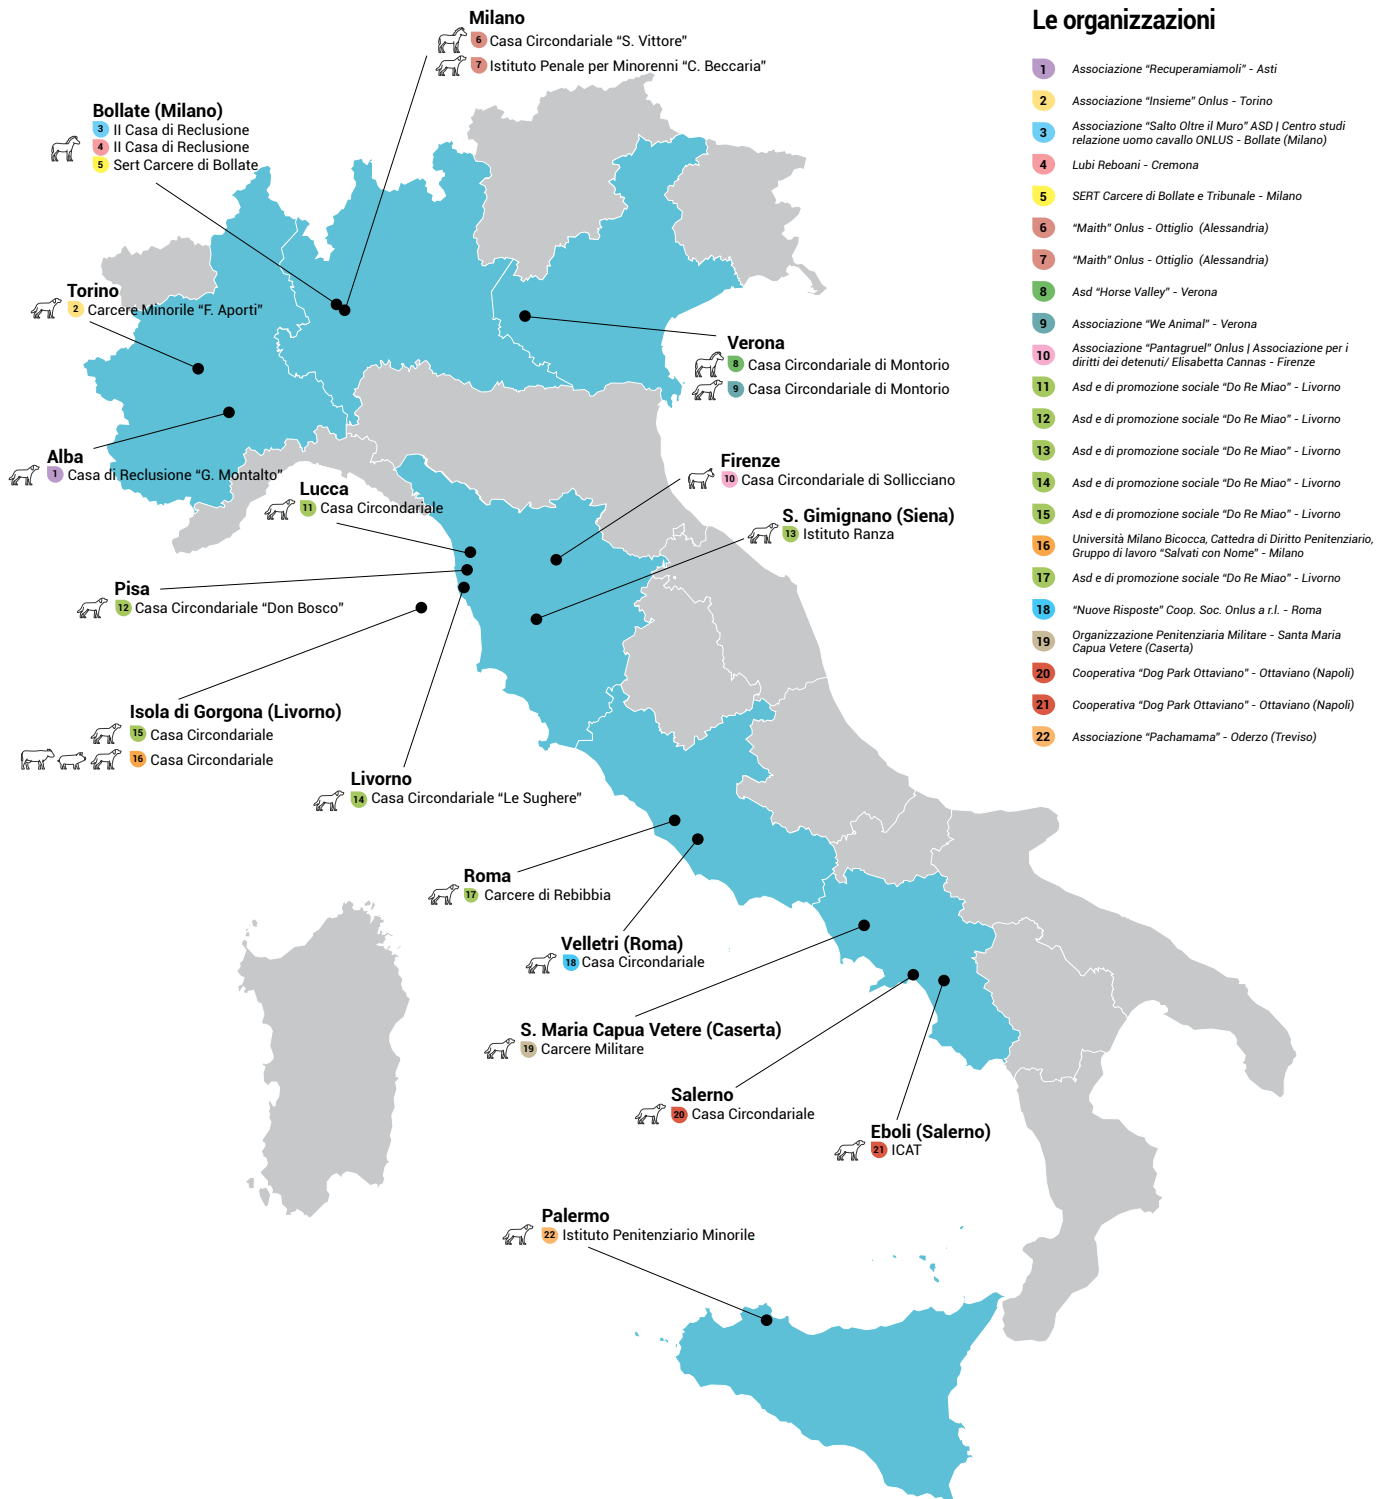 Milano
6 Casa Circondariale “S. Vittore”
7 Istituto Penale per Minorenni “C. Beccaria”
Bollate (Milano)
3 II Casa di Reclusione
4 II Casa di Reclusione
5 Sert Carcere di Bollate
Torino
2 Carcere Minorile “F. Aporti”
Verona
8 Casa Circondariale di Montorio
9 Casa Circondariale di Montorio
Alba
1 Casa di Reclusione “G. Montalto”
Lucca
11 Casa Circondariale
Firenze
10 Casa Circondariale di Sollicciano
S. Gimignano (Siena)
13 Istituto Ranza
Pisa
12 Casa Circondariale “Don Bosco”
Isola di Gorgona (Livorno)
15 Casa Circondariale
16 Casa Circondariale
Livorno
14 Casa Circondariale “Le Sughere”
Roma
17 Carcere di Rebibbia
Velletri (Roma)
18 Casa Circondariale
S. Maria Capua Vetere (Caserta)
19 Carcere Militare
Salerno
20 Casa Circondariale
Eboli (Salerno)
21 ICAT
Palermo
22 Istituto Penitenziario Minorile
Le organizzazioni
1 Associazione “Recuperamiamoli” - Asti
2 Associazione “Insieme” Onlus - Torino
3 Associazione “Salto Oltre il Muro” ASD | Centro studi
relazione uomo cavallo ONLUS - Bollate (Milano)
4 Lubi Reboani - Cremona
5 SERT Carcere di Bollate e Tribunale - Milano
6 “Maith” Onlus - Ottiglio (Alessandria)
7 “Maith” Onlus - Ottiglio (Alessandria)
8 Asd “Horse Valley” - Verona
9 Associazione “We Animal” - Verona
10 Associazione “Pantagruel” Onlus | Associazione per i
diritti dei detenuti/ Elisabetta Cannas - Firenze
11 Asd e di promozione sociale “Do Re Miao” - Livorno
12 Asd e di promozione sociale “Do Re Miao” - Livorno
13 Asd e di promozione sociale “Do Re Miao” - Livorno
14 Asd e di promozione sociale “Do Re Miao” - Livorno
15 Asd e di promozione sociale “Do Re Miao” - Livorno
16 Università Milano Bicocca, Cattedra di Diritto Penitenziario,
Gruppo di lavoro “Salvati con Nome” - Milano
17 Asd e di promozione sociale “Do Re Miao” - Livorno
18 “Nuove Risposte” Coop. Soc. Onlus a r.l. - Roma
19 Organizzazione Penitenziaria Militare - Santa Maria
Capua Vetere (Caserta)
20 Cooperativa “Dog Park Ottaviano” - Ottaviano (Napoli)
21 Cooperativa “Dog Park Ottaviano” - Ottaviano (Napoli)
22 Associazione “Pachamama” - Oderzo (Treviso)